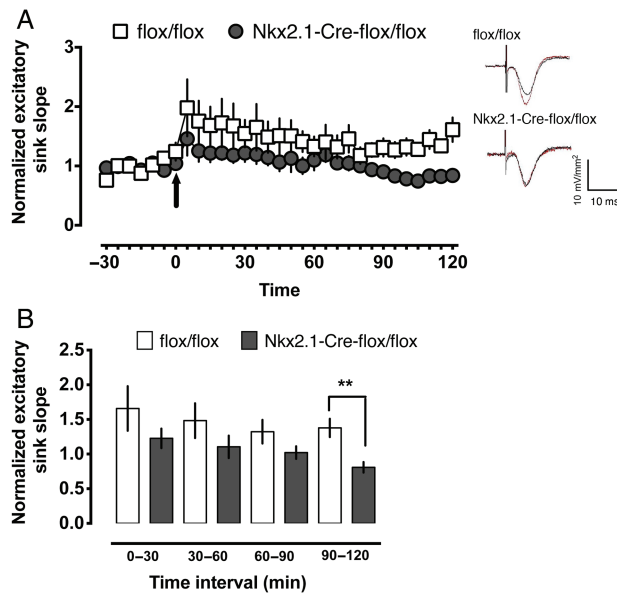 A
flox/flox
Nkx2.1-Cre-flox/flox
Normalized excitatory
sink slope
3
2
1
0
−30
0
30
60
90
120
Time
flox/flox
Nkx2.1-Cre-flox/flox
10 mV/mm²
10 ms
B
flox/flox
Nkx2.1-Cre-flox/flox
Normalized excitatory
sink slope
2.5
2.0
1.5
1.0
0.5
0.0
**
0–30
30–60
60–90
90–120
Time interval (min)